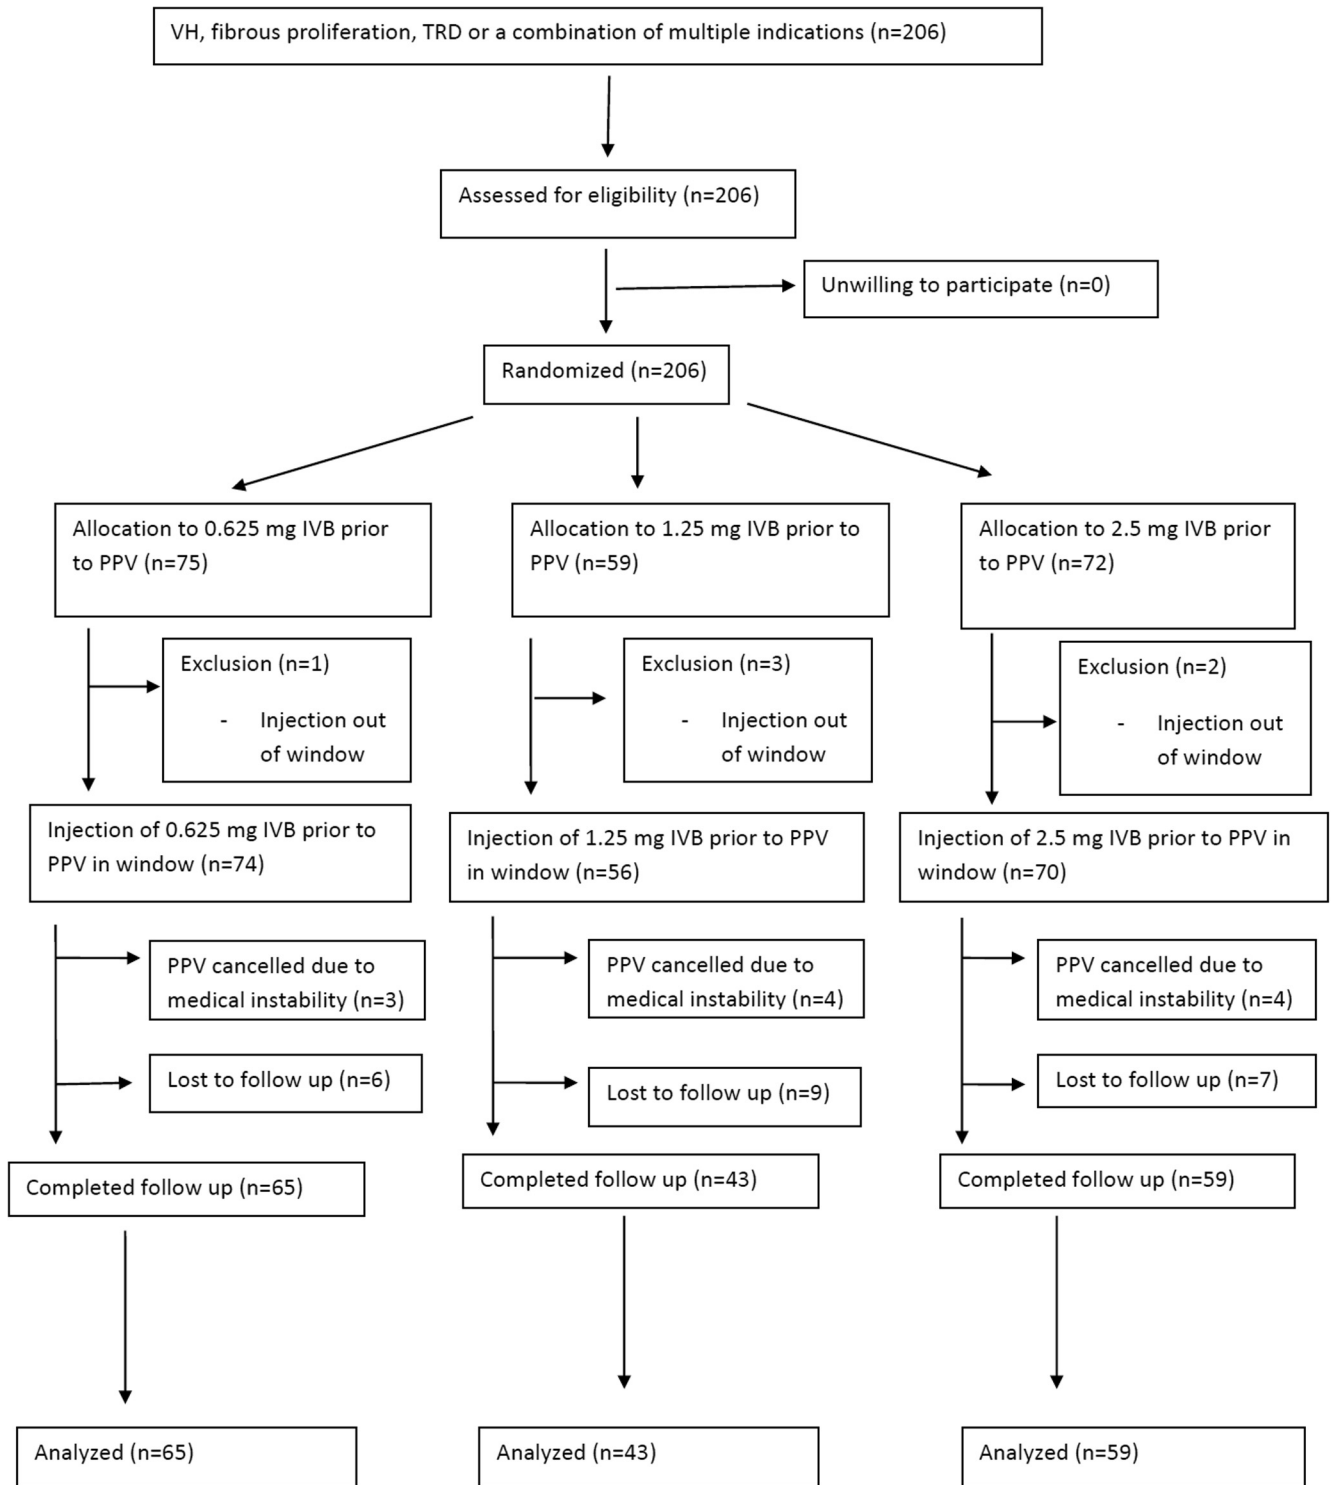 VH, fibrous proliferation, TRD or a combination of multiple indications (n=206)
Assessed for eligibility (n=206)
Unwilling to participate (n=0)
Randomized (n=206)
Allocation to 0.625 mg IVB prior
to PPV (n=75)
Allocation to 1.25 mg IVB prior to
PPV (n=59)
Allocation to 2.5 mg IVB prior
to PPV (n=72)
Exclusion (n=1)
- Injection out
of window
Exclusion (n=3)
- Injection out
of window
Exclusion (n=2)
- Injection out
of window
Injection of 0.625 mg IVB prior to
PPV in window (n=74)
Injection of 1.25 mg IVB prior to PPV
in window (n=56)
Injection of 2.5 mg IVB prior to PPV in
window (n=70)
PPV cancelled due to
medical instability (n=3)
PPV cancelled due to
medical instability (n=4)
PPV cancelled due to
medical instability (n=4)
Lost to follow up (n=6)
Lost to follow up (n=9)
Lost to follow up (n=7)
Completed follow up (n=65)
Completed follow up (n=43)
Completed follow up (n=59)
Analyzed (n=65)
Analyzed (n=43)
Analyzed (n=59)